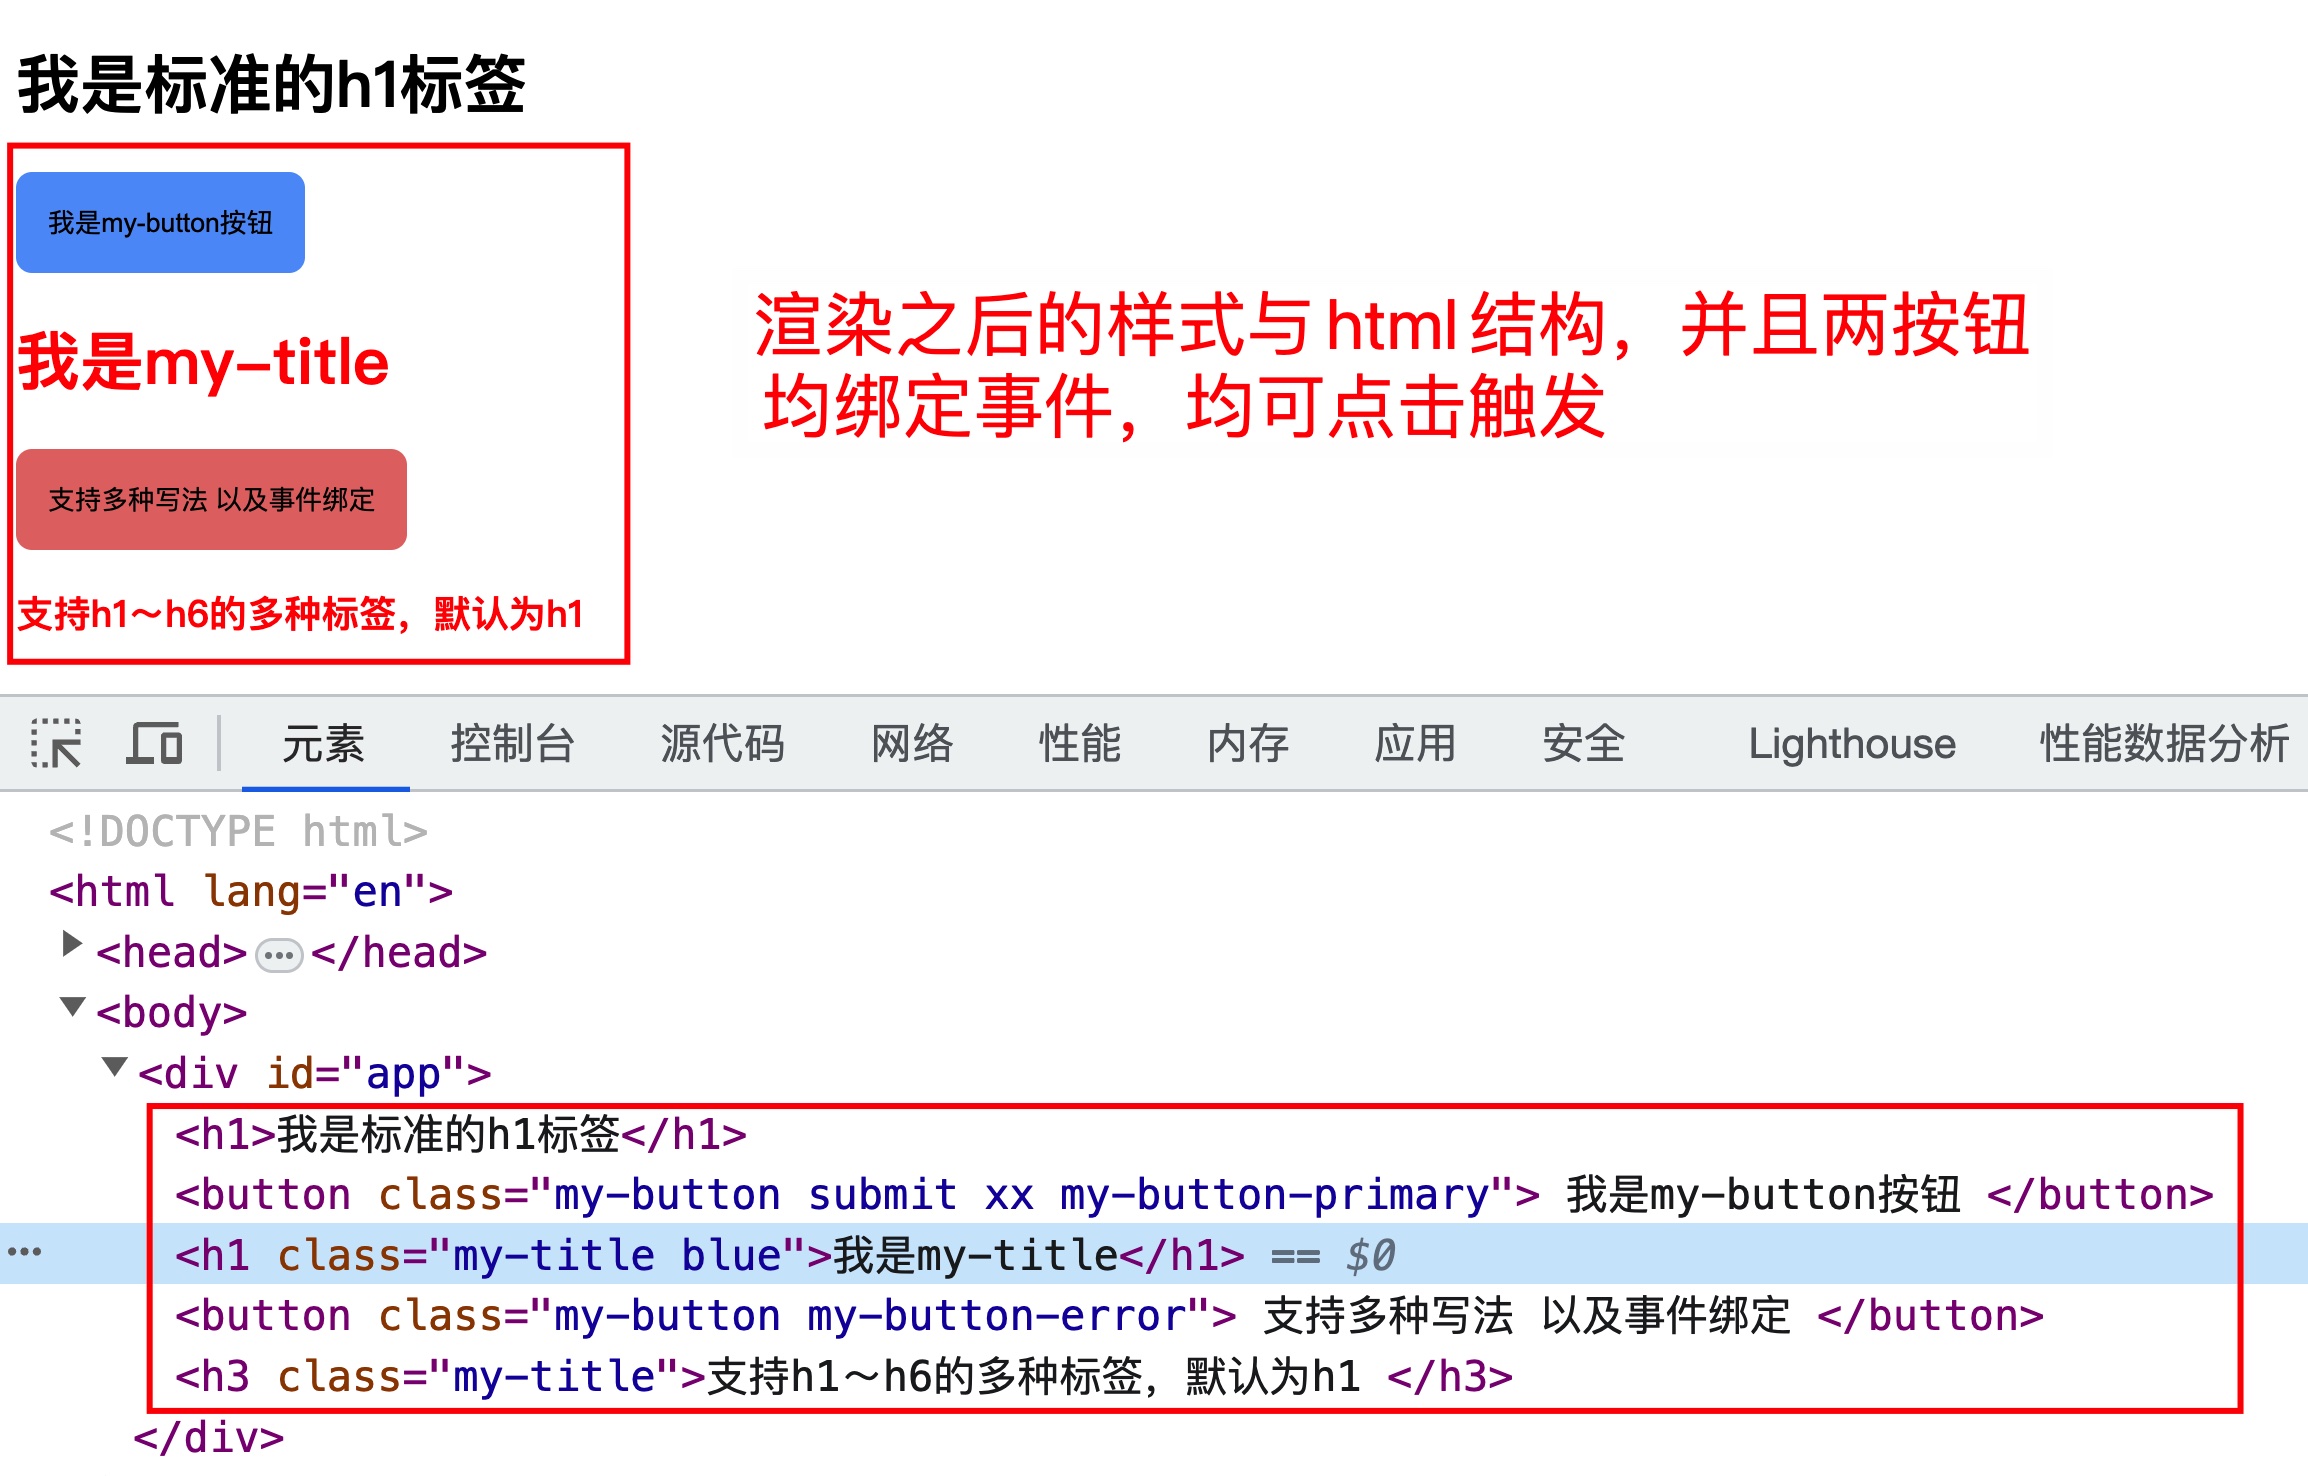 我是标准的h1标签
我是my-button按钮
我是my-title
支持多种写法 以及事件绑定
支持h1～h6的多种标签，默认为h1
渲染之后的样式与html结构，并且两按钮
均绑定事件，均可点击触发
元素 控制台 源代码 网络 性能 内存 应用 安全 Lighthouse 性能数据分析
<!DOCTYPE html>
<html lang="en">
<head>…</head>
<body>
<div id="app">
<h1>我是标准的h1标签</h1>
<button class="my-button submit xx my-button-primary"> 我是my-button按钮 </button>
<h1 class="my-title blue">我是my-title</h1> == $0
<button class="my-button my-button-error"> 支持多种写法 以及事件绑定 </button>
<h3 class="my-title">支持h1～h6的多种标签，默认为h1 </h3>
</div>